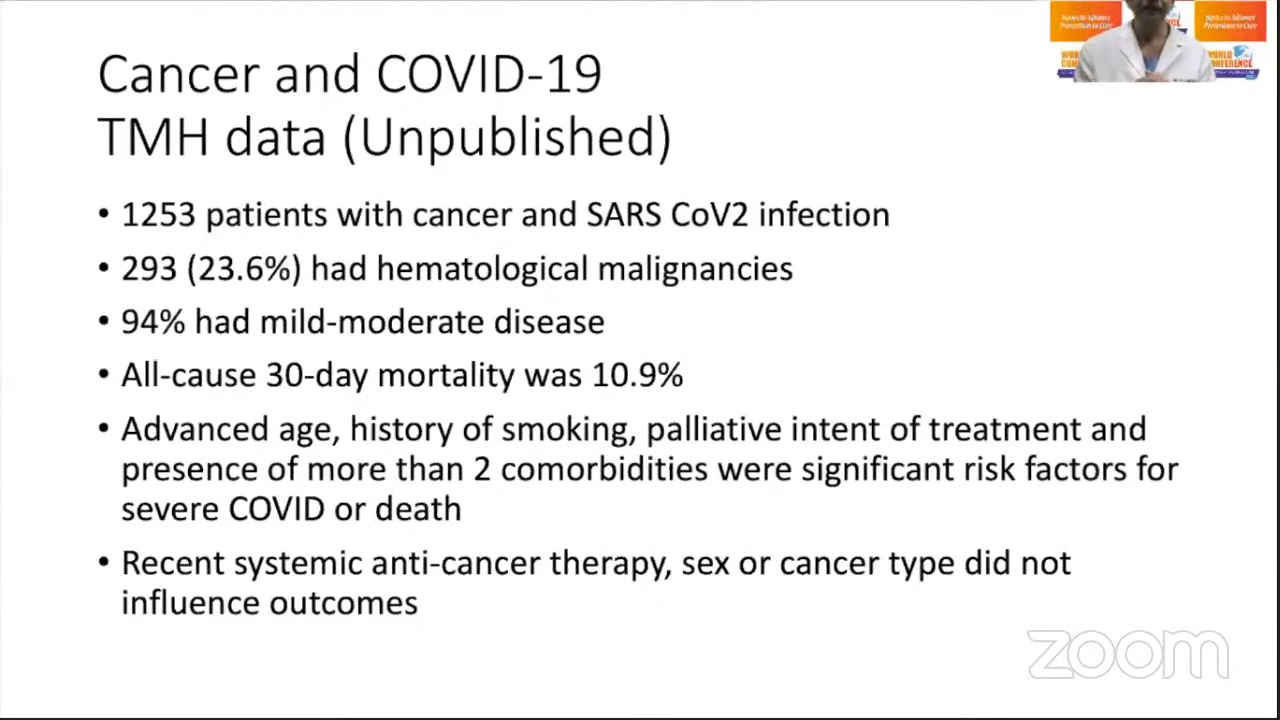 Cancer and COVID-19
TMH data (Unpublished)
• 1253 patients with cancer and SARS CoV2 infection
• 293 (23.6%) had hematological malignancies
• 94% had mild-moderate disease
• All-cause 30-day mortality was 10.9%
• Advanced age, history of smoking, palliative intent of treatment and
presence of more than 2 comorbidities were significant risk factors for
severe COVID or death
• Recent systemic anti-cancer therapy, sex or cancer type did not
influence outcomes
zoom